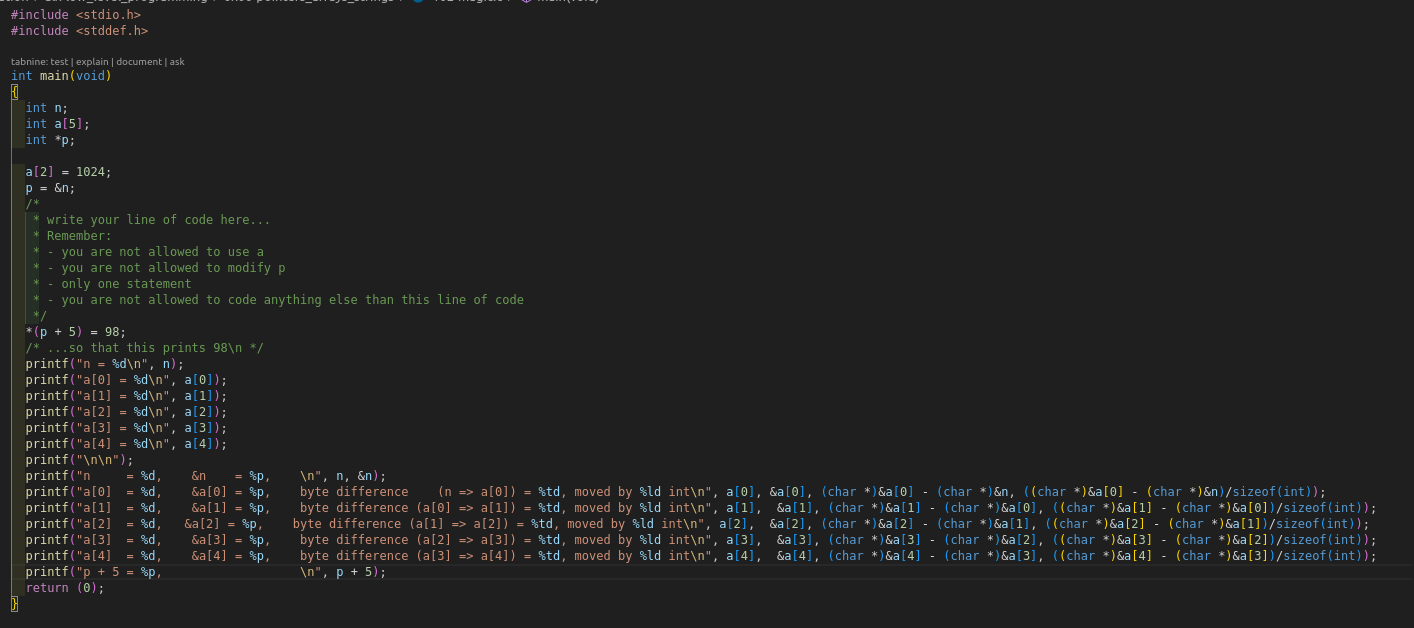 #include <stdio.h>
#include <stddef.h>
tabnine: test | explain | document | ask
int main(void)
{
int n;
int a[5];
int *p;
a[2] = 1024;
p = &n;
/*
* write your line of code here...
* Remember:
* - you are not allowed to use a
* - you are not allowed to modify p
* - only one statement
* - you are not allowed to code anything else than this line of code
*/
*(p + 5) = 98;
/* ...so that this prints 98\n */
printf("n = %d\n", n);
printf("a[0] = %d\n", a[0]);
printf("a[1] = %d\n", a[1]);
printf("a[2] = %d\n", a[2]);
printf("a[3] = %d\n", a[3]);
printf("a[4] = %d\n", a[4]);
printf("\n\n");
printf("n     = %d,    &n    = %p,    \n", n, &n);
printf("a[0]  = %d,    &a[0] = %p,    byte difference    (n => a[0]) = %td, moved by %ld int\n", a[0], &a[0], (char *)&a[0] - (char *)&n, ((char *)&a[0] - (char *)&n)/sizeof(int));
printf("a[1]  = %d,    &a[1] = %p,    byte difference (a[0] => a[1]) = %td, moved by %ld int\n", a[1],  &a[1], (char *)&a[1] - (char *)&a[0], ((char *)&a[1] - (char *)&a[0])/sizeof(int));
printf("a[2]  = %d,   &a[2] = %p,    byte difference (a[1] => a[2]) = %td, moved by %ld int\n", a[2],  &a[2], (char *)&a[2] - (char *)&a[1], ((char *)&a[2] - (char *)&a[1])/sizeof(int));
printf("a[3]  = %d,    &a[3] = %p,    byte difference (a[2] => a[3]) = %td, moved by %ld int\n", a[3],  &a[3], (char *)&a[3] - (char *)&a[2], ((char *)&a[3] - (char *)&a[2])/sizeof(int));
printf("a[4]  = %d,    &a[4] = %p,    byte difference (a[3] => a[4]) = %td, moved by %ld int\n", a[4],  &a[4], (char *)&a[4] - (char *)&a[3], ((char *)&a[4] - (char *)&a[3])/sizeof(int));
printf("p + 5 = %p,                   \n", p + 5);
return (0);
}